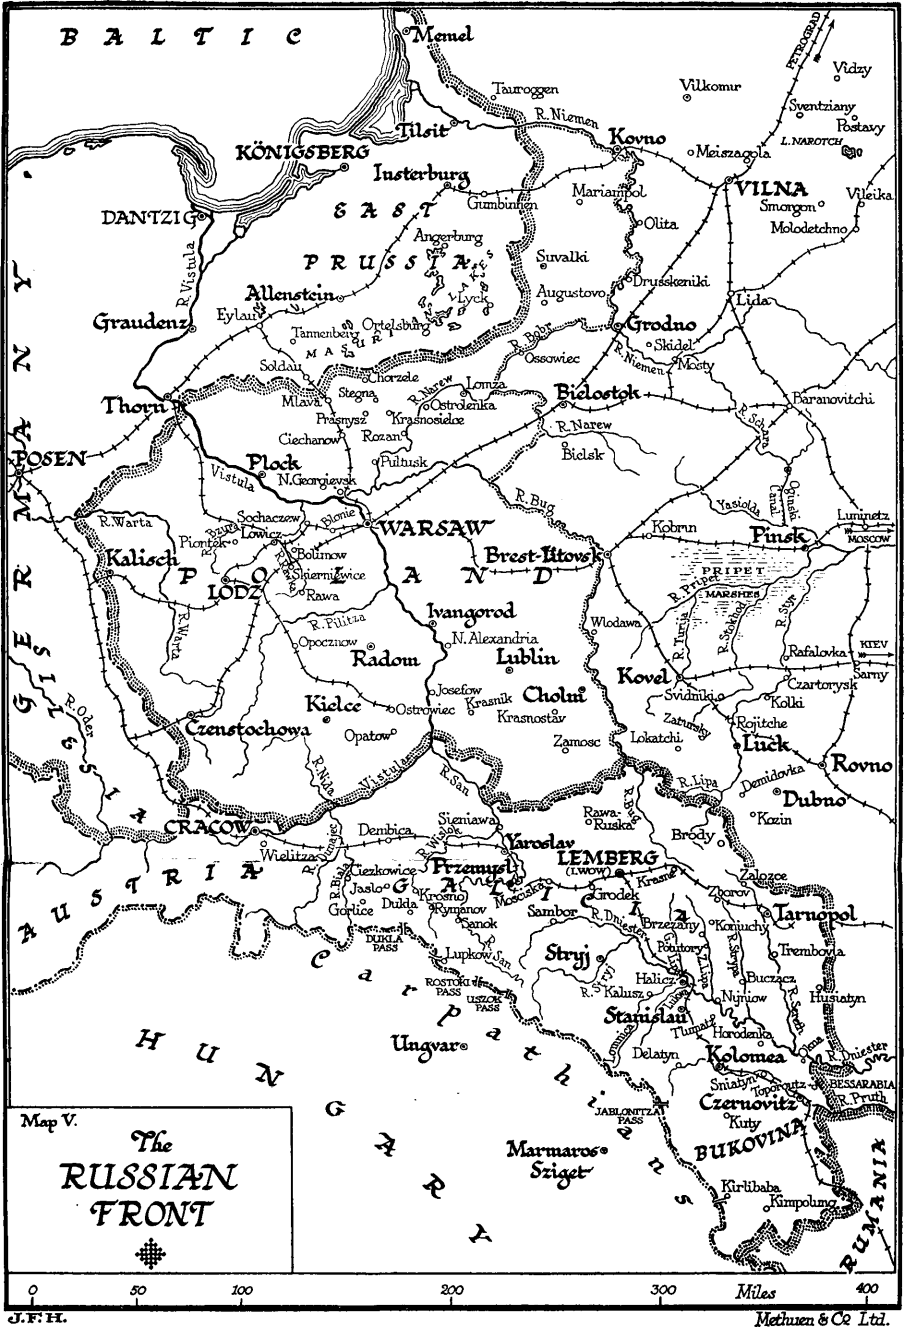 BALTIC
Memel
PETROGRAD
Vidzy
Tauroggen
Vilkomir
Sventziany
Postavy
R. Niemen
Tilsit
Kovno
L. NAROTCH
KÖNIGSBERG
Meiszagola
Insterburg
VILNA
Gumbinnen
Mariampol
Smorgon
Vileika
DANTZIG
EAST
Olita
Molodetchno
Angerburg
PRUSSIA
Suvalki
R. Vistula
Drusskeniki
Allenstein
LAKES
Lyck
Augustovo
Lida
Eylau
Graudenz
Tannenberg
Ortelsburg
MASURIAN
R. Bobr
Grodno
Skidel
Ossowiec
R. Niemen
Mosty
Soldau
Chorzele
Stegna
R. Narew
Lomza
Thorn
Mlava
Ostrolenka
Bielostok
Baranovitchi
Prasnysz
Krasnosielce
R. Schara
Ciechanow
Rozan
R. Narew
POSEN
Plock
Pultusk
Bielsk
Vistula
N. Georgievsk
R. Bug
Yasiolda
Oginski
Canal
R. Warta
Sochaczew
Blonie
WARSAW
Kobrin
Luninetz
R. Bzura
Piontek
Lowicz
Pinsk
MOSCOW
Kalisch
Bolimow
Brest-Litovsk
POLAND
Skierniewice
PRIPET
LODZ
Rawa
R. Pripet
MARSHES
R. Warta
R. Pilitza
Ivangorod
R. Turija
R. Stokhod
R. Styr
Opocznow
N. Alexandria
Wlodawa
KIEV
Radom
Lublin
Rafalovka
Kovel
Sarny
Josefow
Cholm
Czartorysk
Kielce
Krasnik
Svidniki
Kolki
R. Oder
Ostrowiec
Krasnostav
Czenstochowa
Rojitche
Opatow
Zamosc
Lokatchi
Luck
SILESIA
Rovno
R. Nida
Vistula
R. San
R. Lipa
Demidovka
Dubno
Rawa-
Ruska
R. Bug
Kozin
CRACOW
Sieniawa
Dembica
R. Wislok
Brody
Wielitza
R. Dunajec
Yaroslav
LEMBERG
(LWOW)
Przemysl
Krasne
Zalozce
AUSTRIA
R. Biala
Ciezkowice
GALICIA
Mosciska
Grodek
Zborov
Jaslo
Krosno
Tarnopol
Gorlice
Dukla
Rymanov
Sambor
R. Dniester
Brzezany
Koniuchy
Sanok
DUKLA
PASS
Stryj
Potutory
Trembovla
Lupkow
R. San
Z. Lipa
R. Strypa
Carpathians
ROSTOKI
PASS
R. Stryj
Halicz
Buczacz
USZOK
PASS
Kalusz
Nijniow
R. Sereth
Husiatyn
Stanislau
Tlumatz
Lomnica
Horodenka
HUNGARY
Ungvar
Delatyn
Kolomea
Okna
R. Dniester
Sniatyn
Toporoutz
BESSARABIA
JABLONITZA
PASS
Czernovitz
R. Pruth
Kuty
BUKOVINA
Marmaros-
Sziget
Kirlibaba
Kimpolung
RUMANIA
GERMANY
Map V.
The
RUSSIAN
FRONT
0 50 100 200 300 Miles 400
J.F.H.
Methuen & Co Ltd.